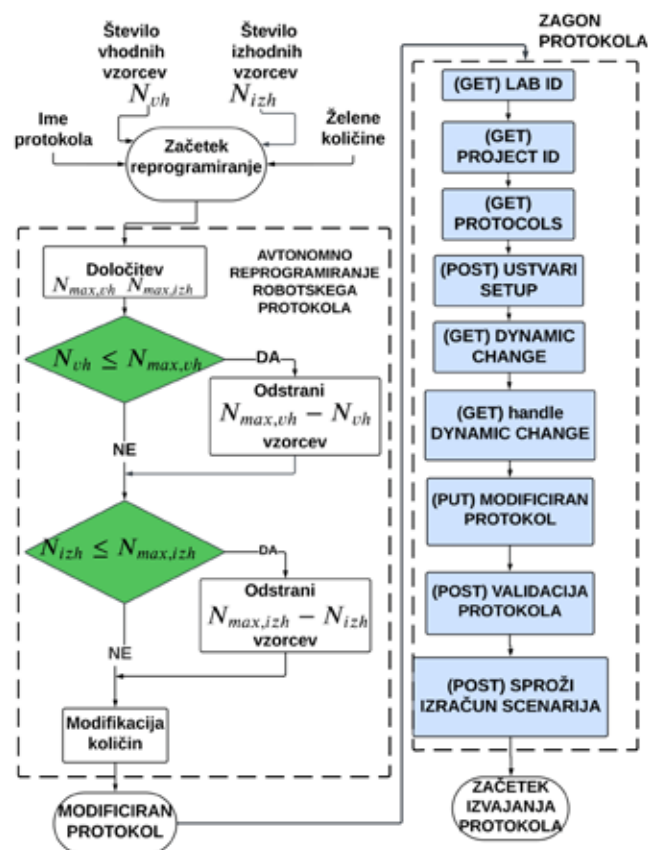 Število
vhodnih
vzorcev
N_vh
Število
izhodnih
vzorcev
N_izh
Ime
protokola
Želene
količine
Začetek
reprogramiranje
AVTONOMNO
REPROGRAMIRANJE
ROBOTSKEGA
PROTOKOLA
Določitev
N_max,vh N_max,izh
N_vh ≤ N_max,vh
DA
Odstrani
N_max,vh − N_vh
vzorcev
NE
N_izh ≤ N_max,izh
DA
Odstrani
N_max,izh − N_izh
vzorcev
NE
Modifikacija
količin
MODIFICIRAN
PROTOKOL
ZAGON
PROTOKOLA
(GET) LAB ID
(GET)
PROJECT ID
(GET)
PROTOCOLS
(POST) USTVARI
SETUP
(GET) DYNAMIC
CHANGE
(GET) handle
DYNAMIC CHANGE
(PUT) MODIFICIRAN
PROTOKOL
(POST) VALIDACIJA
PROTOKOLA
(POST) SPROŽI
IZRAČUN SCENARIJA
ZAČETEK
IZVAJANJA
PROTOKOLA